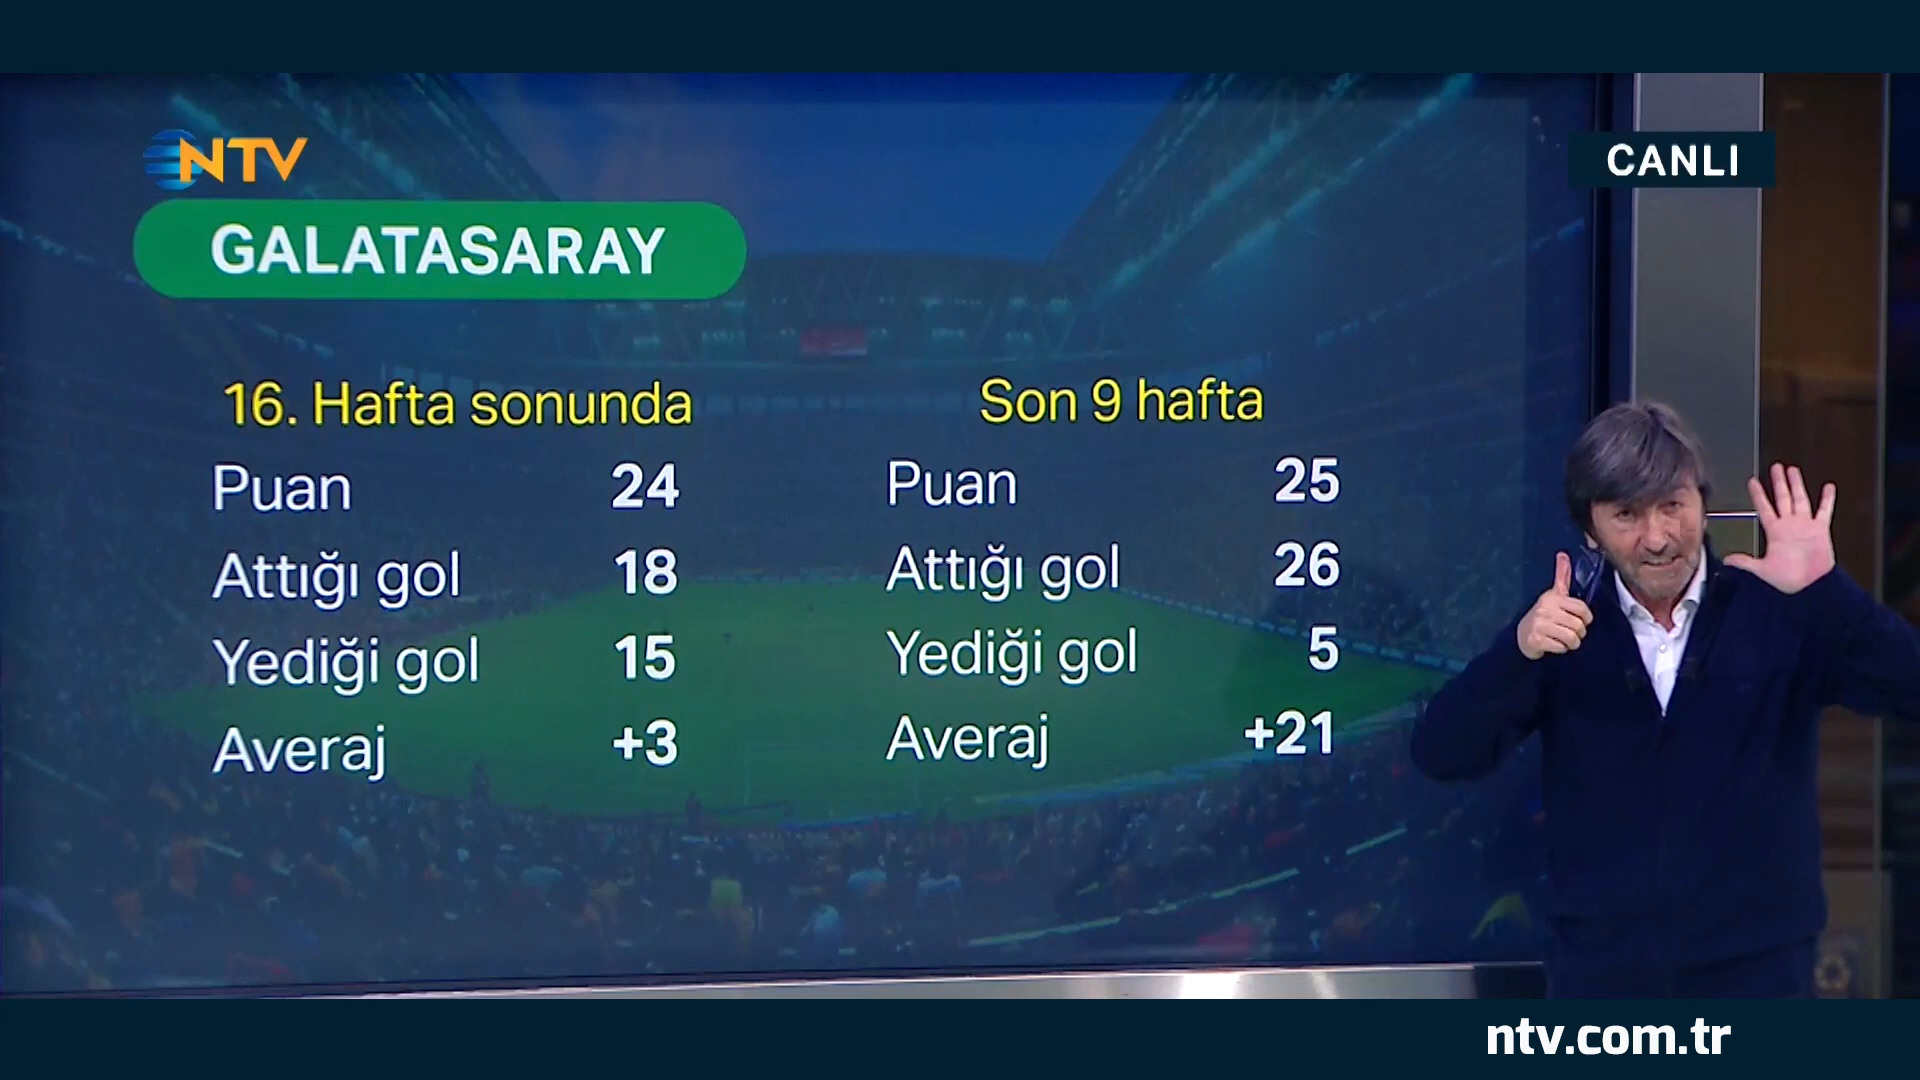 NTV
CANLI
GALATASARAY
16. Hafta sonunda
Puan 24
Attığı gol 18
Yediği gol 15
Averaj +3
Son 9 hafta
Puan 25
Attığı gol 26
Yediği gol 5
Averaj +21
ntv.com.tr